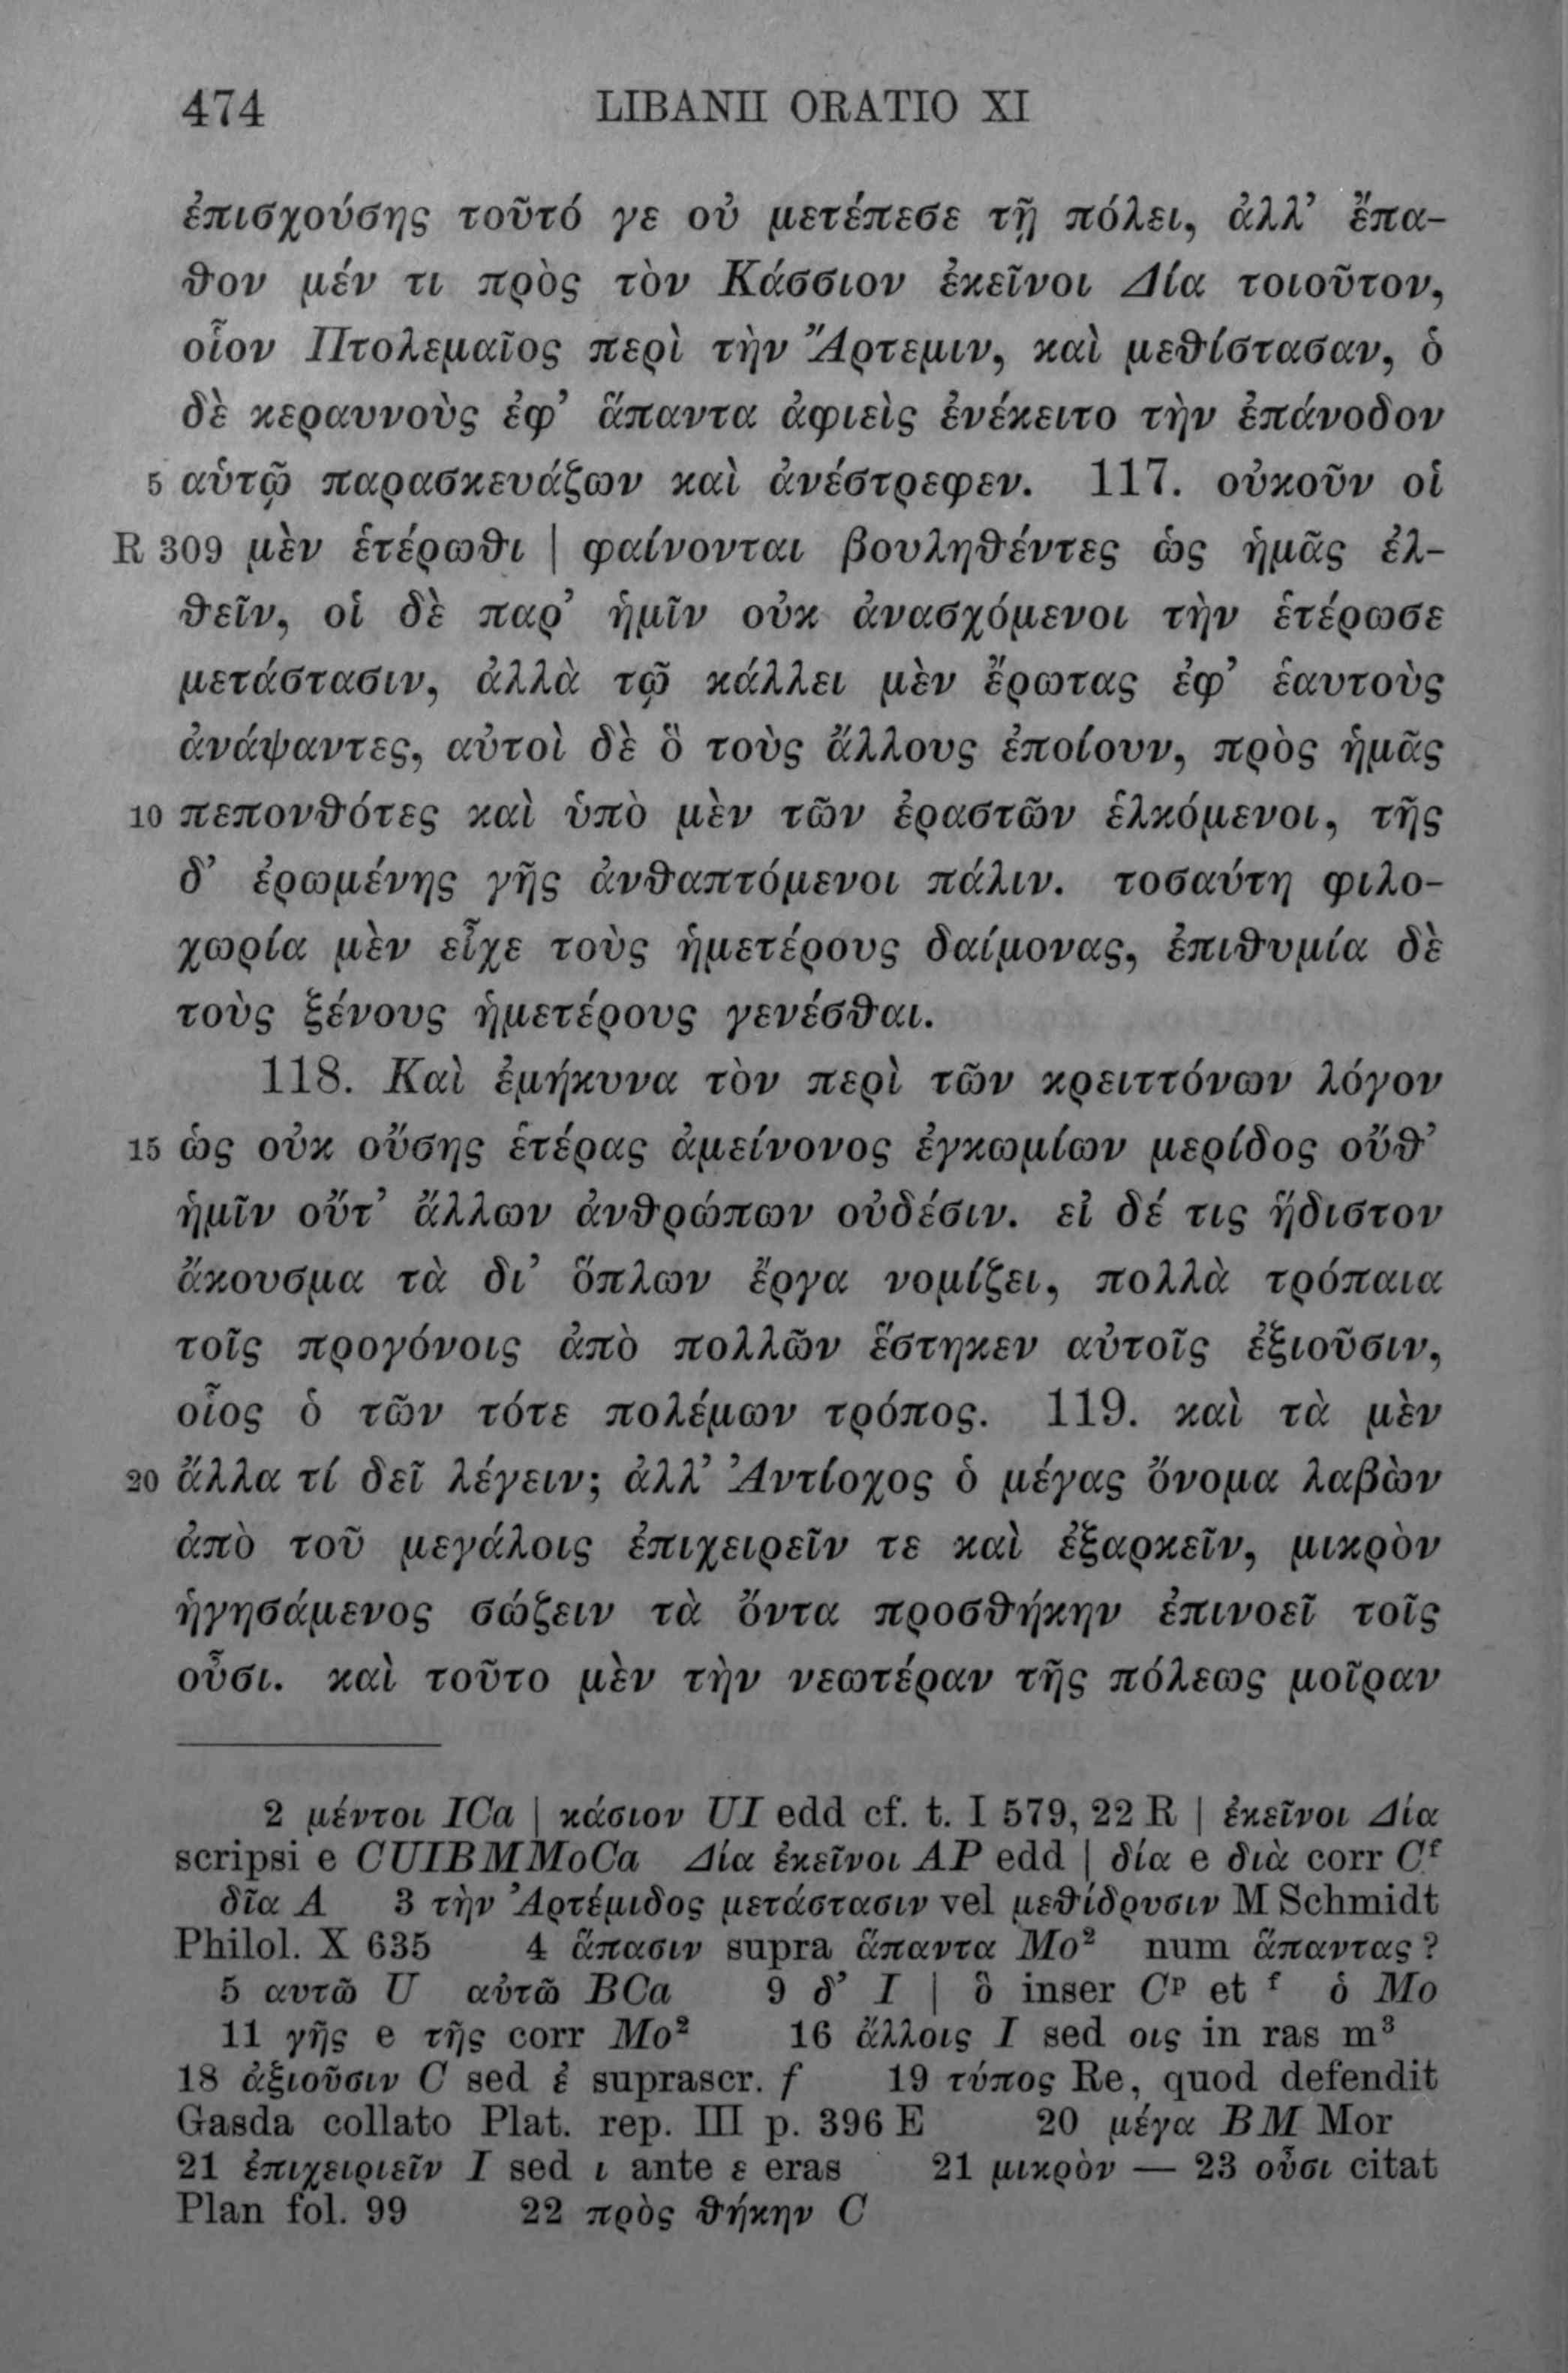 474 LIBANII ORATIO XI
ἐπισχούσης τοῦτό γε οὐ μετέπεσε τῇ πόλει, ἀλλ’ ἔπα-
θον μέν τι πρὸς τὸν Κάσσιον ἐκεῖνοι Δία τοιοῦτον,
οἷον Πτολεμαῖος περὶ τὴν Ἄρτεμιν, καὶ μεθίστασαν, ὁ
δὲ κεραυνοὺς ἐφ’ ἅπαντα ἀφιεὶς ἐνέκειτο τὴν ἐπάνοδον
5 αὑτῷ παρασκευάζων καὶ ἀνέστρεφεν. 117. οὐκοῦν οἱ
R 309 μὲν ἑτέρωθι | φαίνονται βουληθέντες ὡς ἡμᾶς ἐλ-
θεῖν, οἱ δὲ παρ’ ἡμῖν οὐκ ἀνασχόμενοι τὴν ἑτέρωσε
μετάστασιν, ἀλλὰ τῷ κάλλει μὲν ἔρωτας ἐφ’ ἑαυτοὺς
ἀνάψαντες, αὐτοὶ δὲ ὃ τοὺς ἄλλους ἐποίουν, πρὸς ἡμᾶς
10 πεπονθότες καὶ ὑπὸ μὲν τῶν ἐραστῶν ἑλκόμενοι, τῆς
δ’ ἐρωμένης γῆς ἀνθαπτόμενοι πάλιν. τοσαύτη φιλο-
χωρία μὲν εἶχε τοὺς ἡμετέρους δαίμονας, ἐπιθυμία δὲ
τοὺς ξένους ἡμετέρους γενέσθαι.
118. Καὶ ἐμήκυνα τὸν περὶ τῶν κρειττόνων λόγον
15 ὡς οὐκ οὔσης ἑτέρας ἀμείνονος ἐγκωμίων μερίδος οὔθ’
ἡμῖν οὔτ’ ἄλλων ἀνθρώπων οὐδέσιν. εἰ δέ τις ἥδιστον
ἄκουσμα τὰ δι’ ὅπλων ἔργα νομίζει, πολλὰ τρόπαια
τοῖς προγόνοις ἀπὸ πολλῶν ἕστηκεν αὐτοῖς ἐξιοῦσιν,
οἷος ὁ τῶν τότε πολέμων τρόπος. 119. καὶ τὰ μὲν
20 ἄλλα τί δεῖ λέγειν; ἀλλ’ Ἀντίοχος ὁ μέγας ὄνομα λαβὼν
ἀπὸ τοῦ μεγάλοις ἐπιχειρεῖν τε καὶ ἐξαρκεῖν, μικρὸν
ἡγησάμενος σώζειν τὰ ὄντα προσθήκην ἐπινοεῖ τοῖς
οὖσι. καὶ τοῦτο μὲν τὴν νεωτέραν τῆς πόλεως μοῖραν
2 μέντοι ICa | κάσιον UI edd cf. t. I 579, 22 R | ἐκεῖνοι Δία
scripsi e CUIBMMoCa Δία ἐκεῖνοι AP edd | δία e διὰ corr Cᶠ
δῖα A 3 τὴν Ἀρτέμιδος μετάστασιν vel μεθίδρυσιν M Schmidt
Philol. X 635 4 ἅπασιν supra ἅπαντα Mo² num ἅπαντας?
5 αυτῶ U αὐτῶ BCa 9 δ’ I | ὃ inser Cᵖ et ᶠ ὁ Mo
11 γῆς e τῆς corr Mo² 16 ἄλλοις I sed οις in ras m³
18 ἀξιοῦσιν C sed ἐ suprascr. f 19 τύπος Re, quod defendit
Gasda collato Plat. rep. III p. 396 E 20 μέγα BM Mor
21 ἐπιχειριεῖν I sed ι ante ε eras 21 μικρὸν — 23 οὖσι citat
Plan fol. 99 22 πρὸς θήκην C